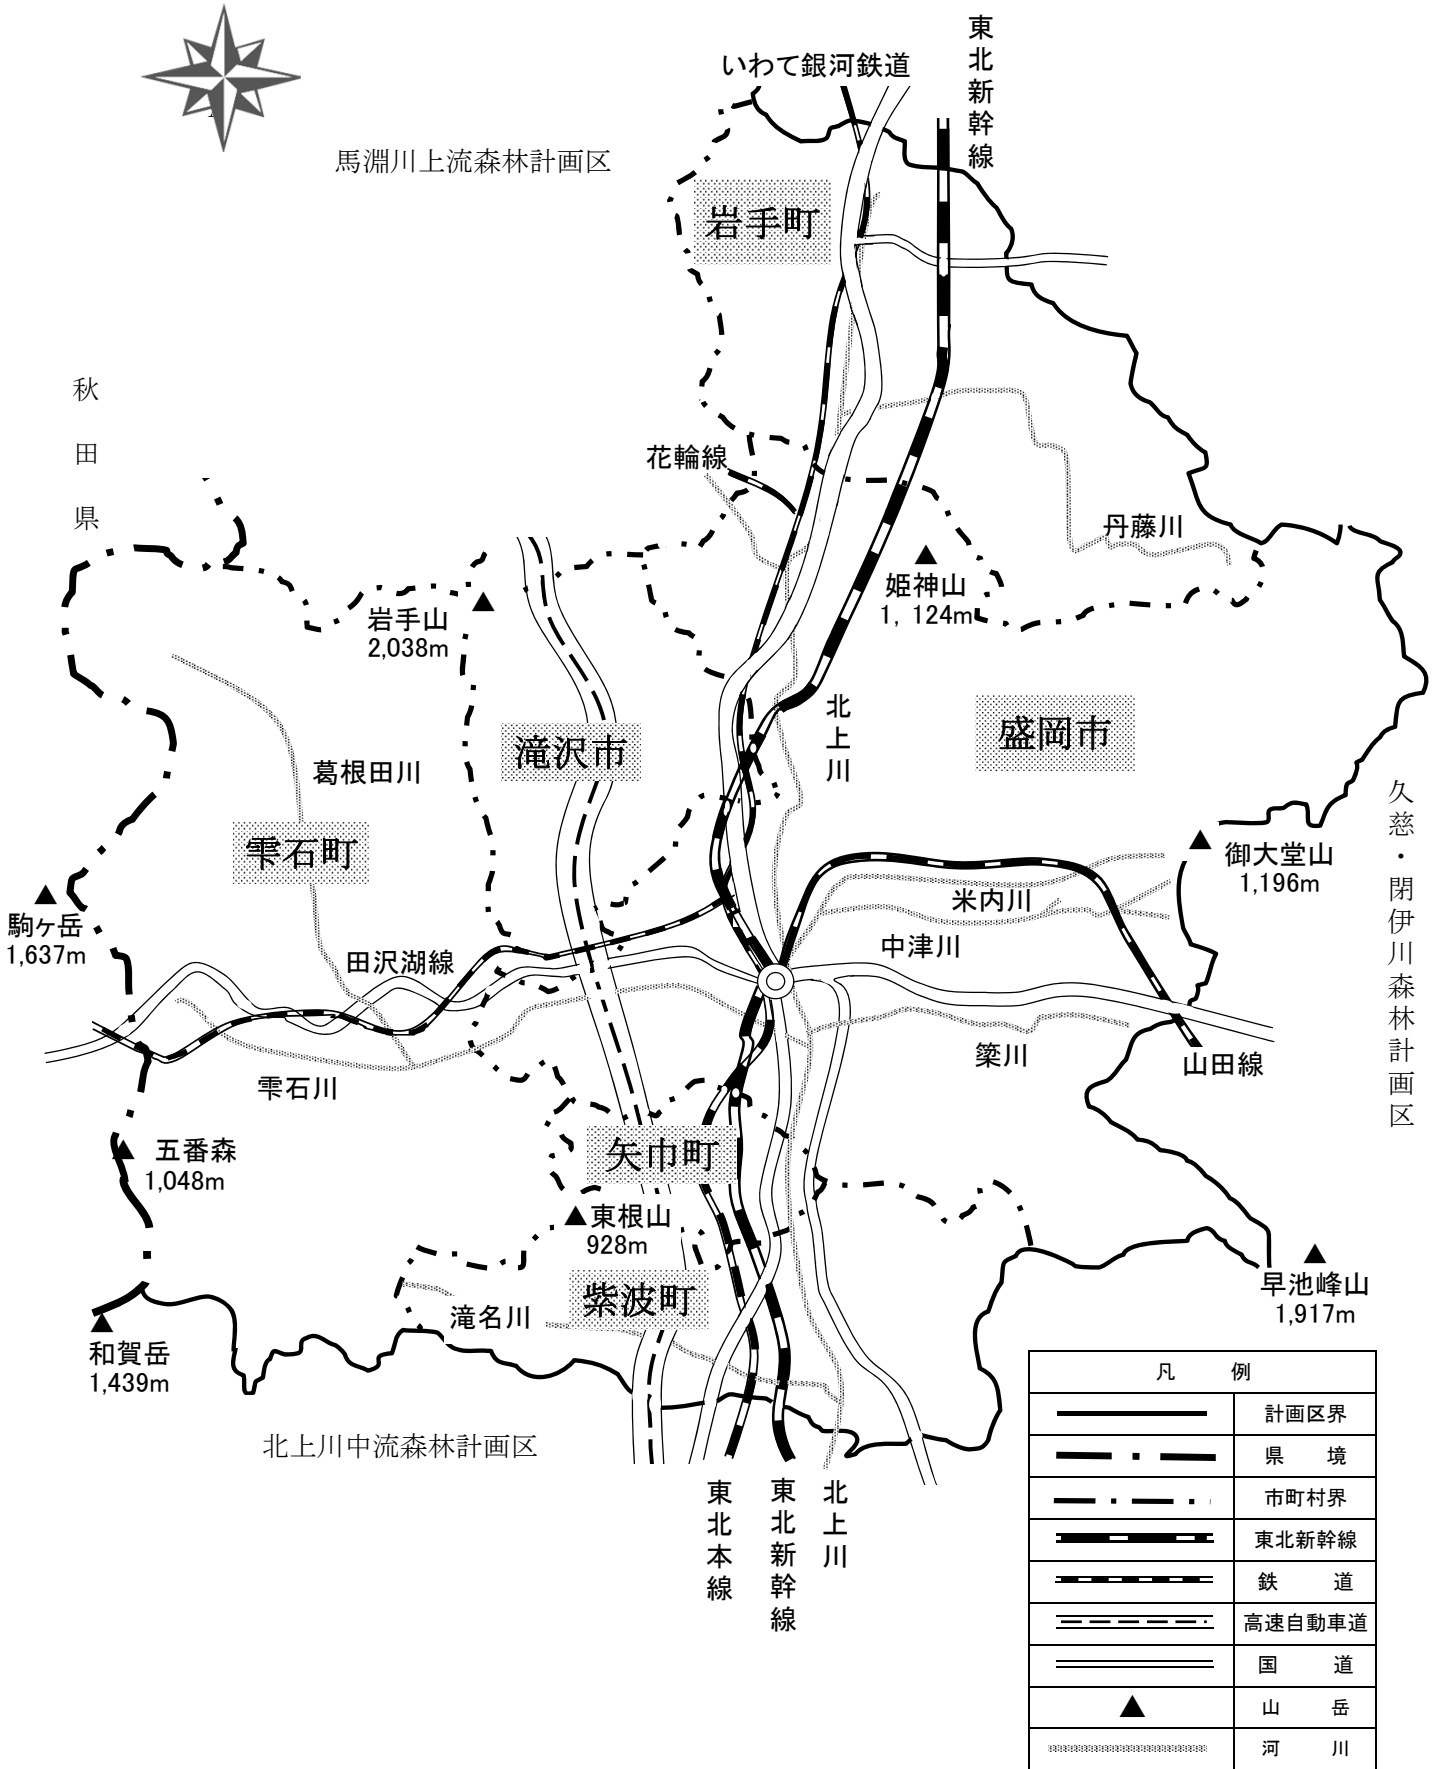 東北新幹線
いわて銀河鉄道
馬淵川上流森林計画区
岩手町
秋田県
花輪線
丹藤川
姫神山
1, 124m
岩手山
2,038m
北上川
盛岡市
滝沢市
葛根田川
雫石町
久慈・閉伊川森林計画区
御大堂山
1,196m
米内川
駒ヶ岳
1,637m
中津川
田沢湖線
簗川
山田線
雫石川
五番森
1,048m
矢巾町
東根山
928m
早池峰山
1,917m
紫波町
滝名川
和賀岳
1,439m
北上川中流森林計画区
東北本線
東北新幹線
北上川
凡 例
計画区界
県 境
市町村界
東北新幹線
鉄 道
高速自動車道
国 道
山 岳
河 川